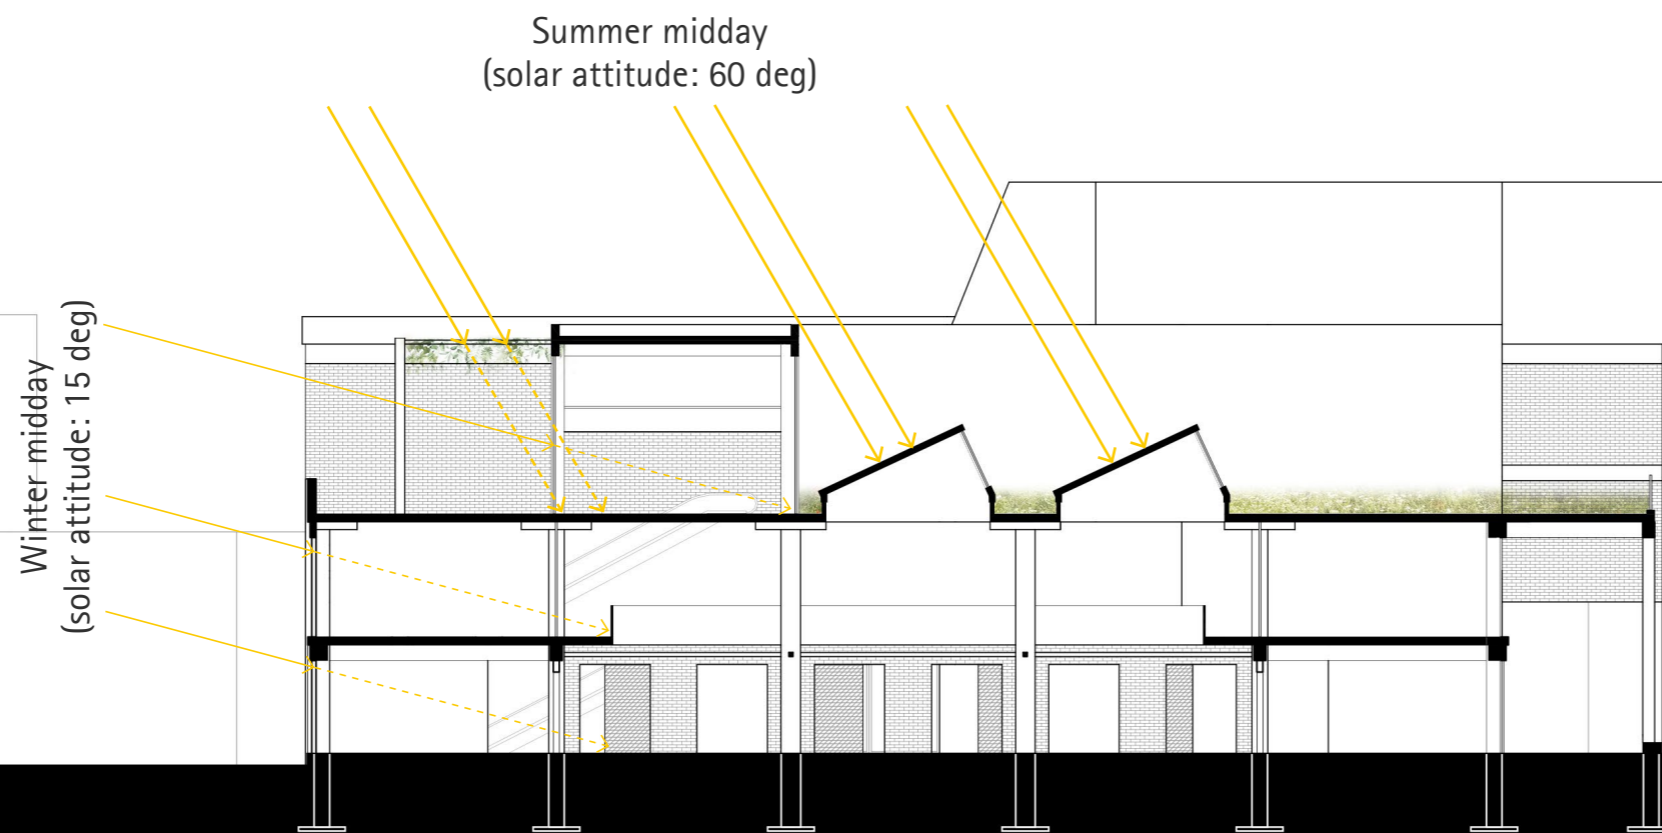 Summer midday
(solar attitude: 60 deg)
Winter midday
(solar attitude: 15 deg)